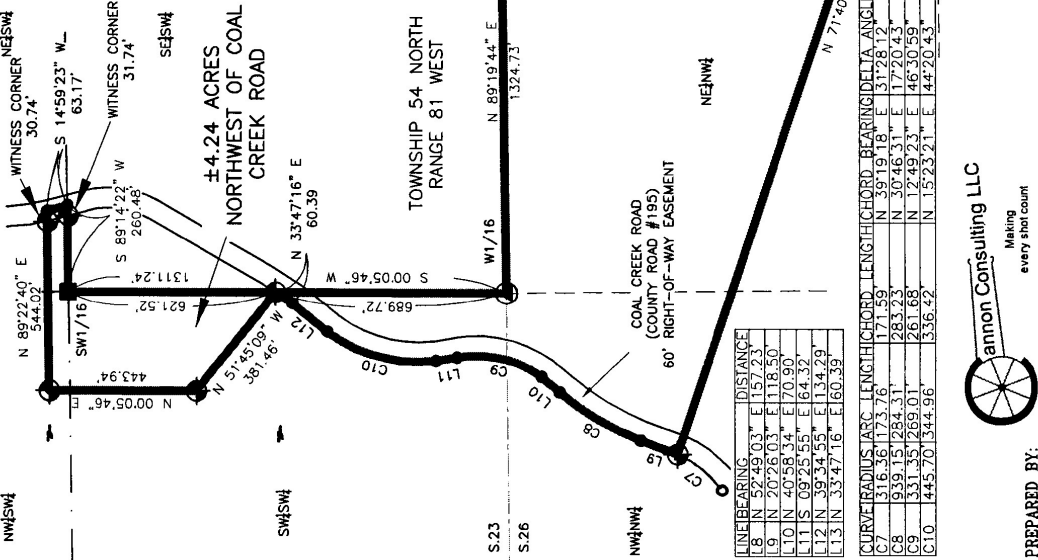 NW¼SW¼
NE¼SW¼
SW¼SW¼
SE¼SW¼
NW¼NW¼
NE¼NW¼
WITNESS CORNER
30.74'
S 14°59'23" W
63.17'
WITNESS CORNER
31.74'
N 89°22'40" E
544.02'
SW1/16
S 89°14'22" W
260.48'
±4.24 ACRES
NORTHWEST OF COAL
CREEK ROAD
1311.24'
621.52'
443.94'
N 00°05'46" E
N 51°45'09" W
381.46'
N 33°47'16" E
60.39
S 00°05'46" W
689.72'
TOWNSHIP 54 NORTH
RANGE 81 WEST
W1/16
N 89°19'44" E
1324.73'
S.23
S.26
L12
C10
L11
C9
L10
C8
L9
C7
COAL CREEK ROAD
(COUNTY ROAD #195)
60' RIGHT-OF-WAY EASEMENT
N 71°40'
LINE BEARING DISTANCE
L8 N 52°49'03" E 157.23
L9 N 20°26'03" E 118.50'
L10 N 40°58'34" E 70.90'
L11 S 09°25'55" E 64.32
L12 N 39°34'55" E 134.29'
L13 N 33°47'16" E 60.39'
CURVE RADIUS ARC LENGTH CHORD LENGTH CHORD BEARING DELTA ANGL
C7 316.36' 173.76' 171.59' N 39°19'18" E 31°28'12"
C8 939.15' 284.31' 283.23' N 30°46'31" E 17°20'43"
C9 331.35' 269.01' 261.68' N 12°49'23" E 46°30'59"
C10 445.70' 344.96' 336.42' N 15°23'21" E 44°20'43"
annon Consulting LLC
Making
every shot count
PREPARED BY: